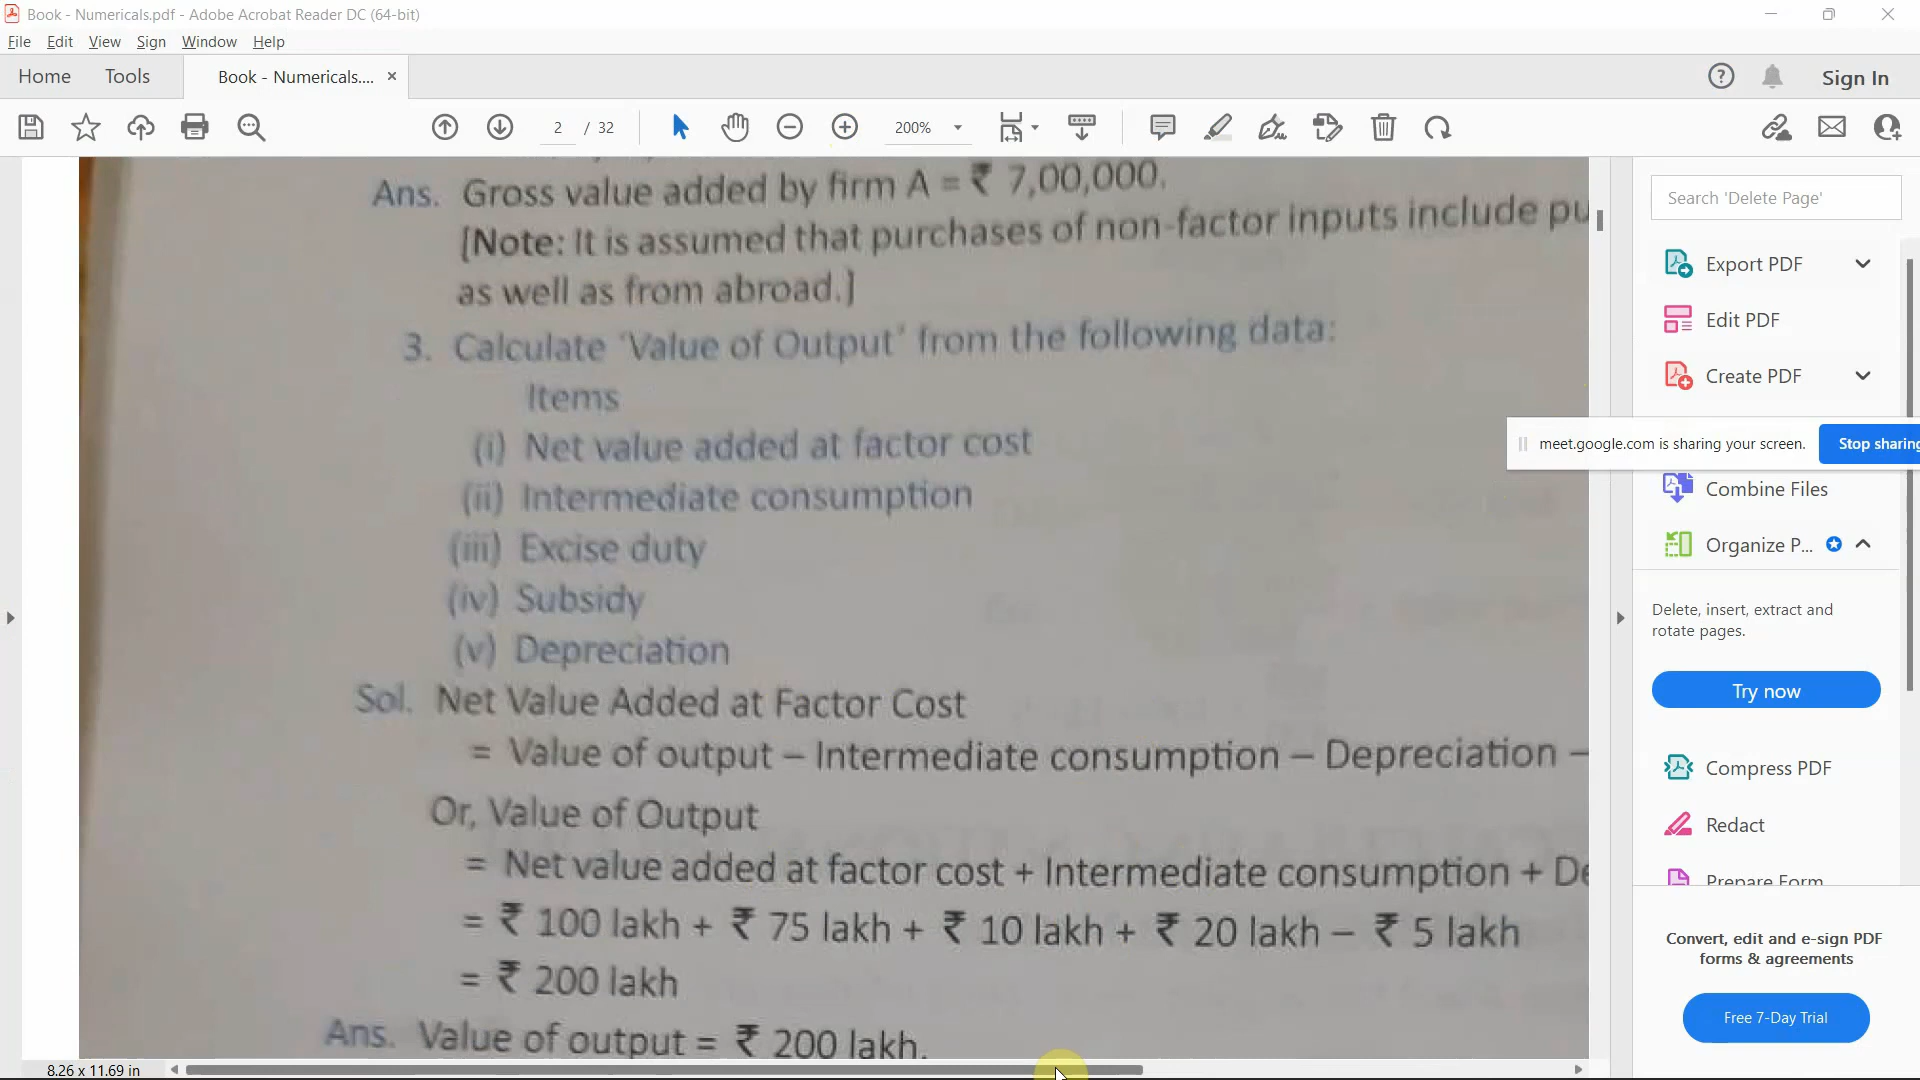 Book - Numericals.pdf - Adobe Acrobat Reader DC (64-bit)
File Edit View Sign Window Help
Home Tools Book - Numericals.... × Sign In
2 / 32 200%
Ans. Gross value added by firm A = ₹ 7,00,000.
[Note: It is assumed that purchases of non-factor inputs include pu
as well as from abroad.]
3. Calculate ‘Value of Output’ from the following data:
Items
(i) Net value added at factor cost
(ii) Intermediate consumption
(iii) Excise duty
(iv) Subsidy
(v) Depreciation
Sol. Net Value Added at Factor Cost
= Value of output – Intermediate consumption – Depreciation –
Or, Value of Output
= Net value added at factor cost + Intermediate consumption + De
= ₹ 100 lakh + ₹ 75 lakh + ₹ 10 lakh + ₹ 20 lakh – ₹ 5 lakh
= ₹ 200 lakh
Ans. Value of output = ₹ 200 lakh.
8.26 x 11.69 in
Search 'Delete Page'
Export PDF
Edit PDF
Create PDF
meet.google.com is sharing your screen. Stop sharing
Combine Files
Organize P...
Delete, insert, extract and
rotate pages.
Try now
Compress PDF
Redact
Prepare Form
Convert, edit and e-sign PDF
forms & agreements
Free 7-Day Trial